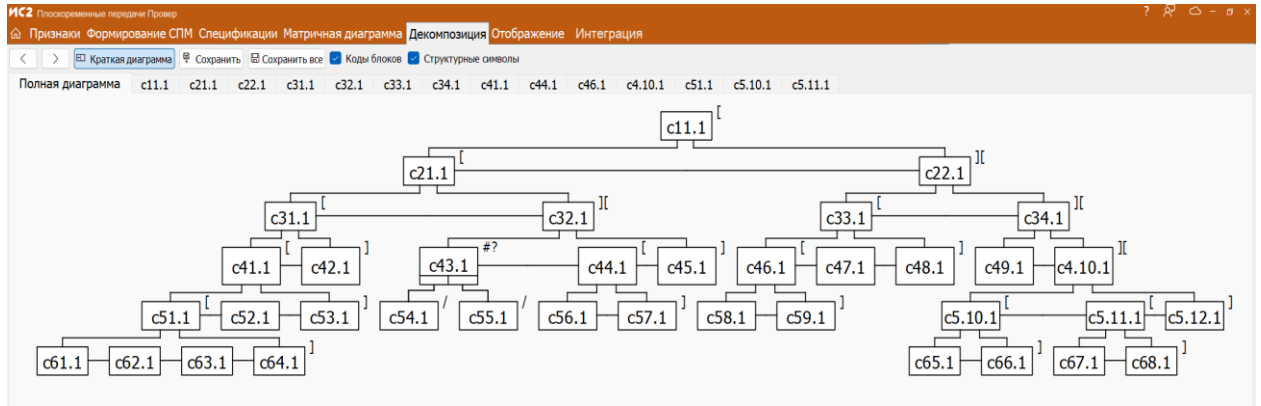 ИС2 Плоскоременные передачи Провер ?
Признаки Формирование СПМ Спецификации Матричная диаграмма Декомпозиция Отображение Интеграция
Краткая диаграмма Сохранить Сохранить все Коды блоков Структурные символы
Полная диаграмма c11.1 c21.1 c22.1 c31.1 c32.1 c33.1 c34.1 c41.1 c44.1 c46.1 c4.10.1 c51.1 c5.10.1 c5.11.1
c11.1 [
c21.1 [ c22.1 ][
c31.1 [ c32.1 ][ c33.1 [ c34.1 ][
c41.1 [ c42.1 ] c43.1 #? c44.1 [ c45.1 ] c46.1 [ c47.1 c48.1 ] c49.1 c4.10.1 ][
c51.1 [ c52.1 c53.1 ] c54.1 / c55.1 / c56.1 c57.1 ] c58.1 c59.1 ] c5.10.1 [ c5.11.1 [ c5.12.1 ]
c61.1 c62.1 c63.1 c64.1 ] c65.1 c66.1 ] c67.1 c68.1 ]